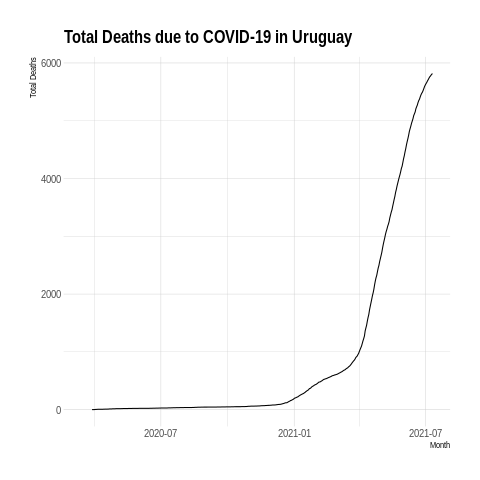 Total Deaths due to COVID-19 in Uruguay
Total Deaths
6000
4000
2000
0
2020-07
2021-01
2021-07
Month